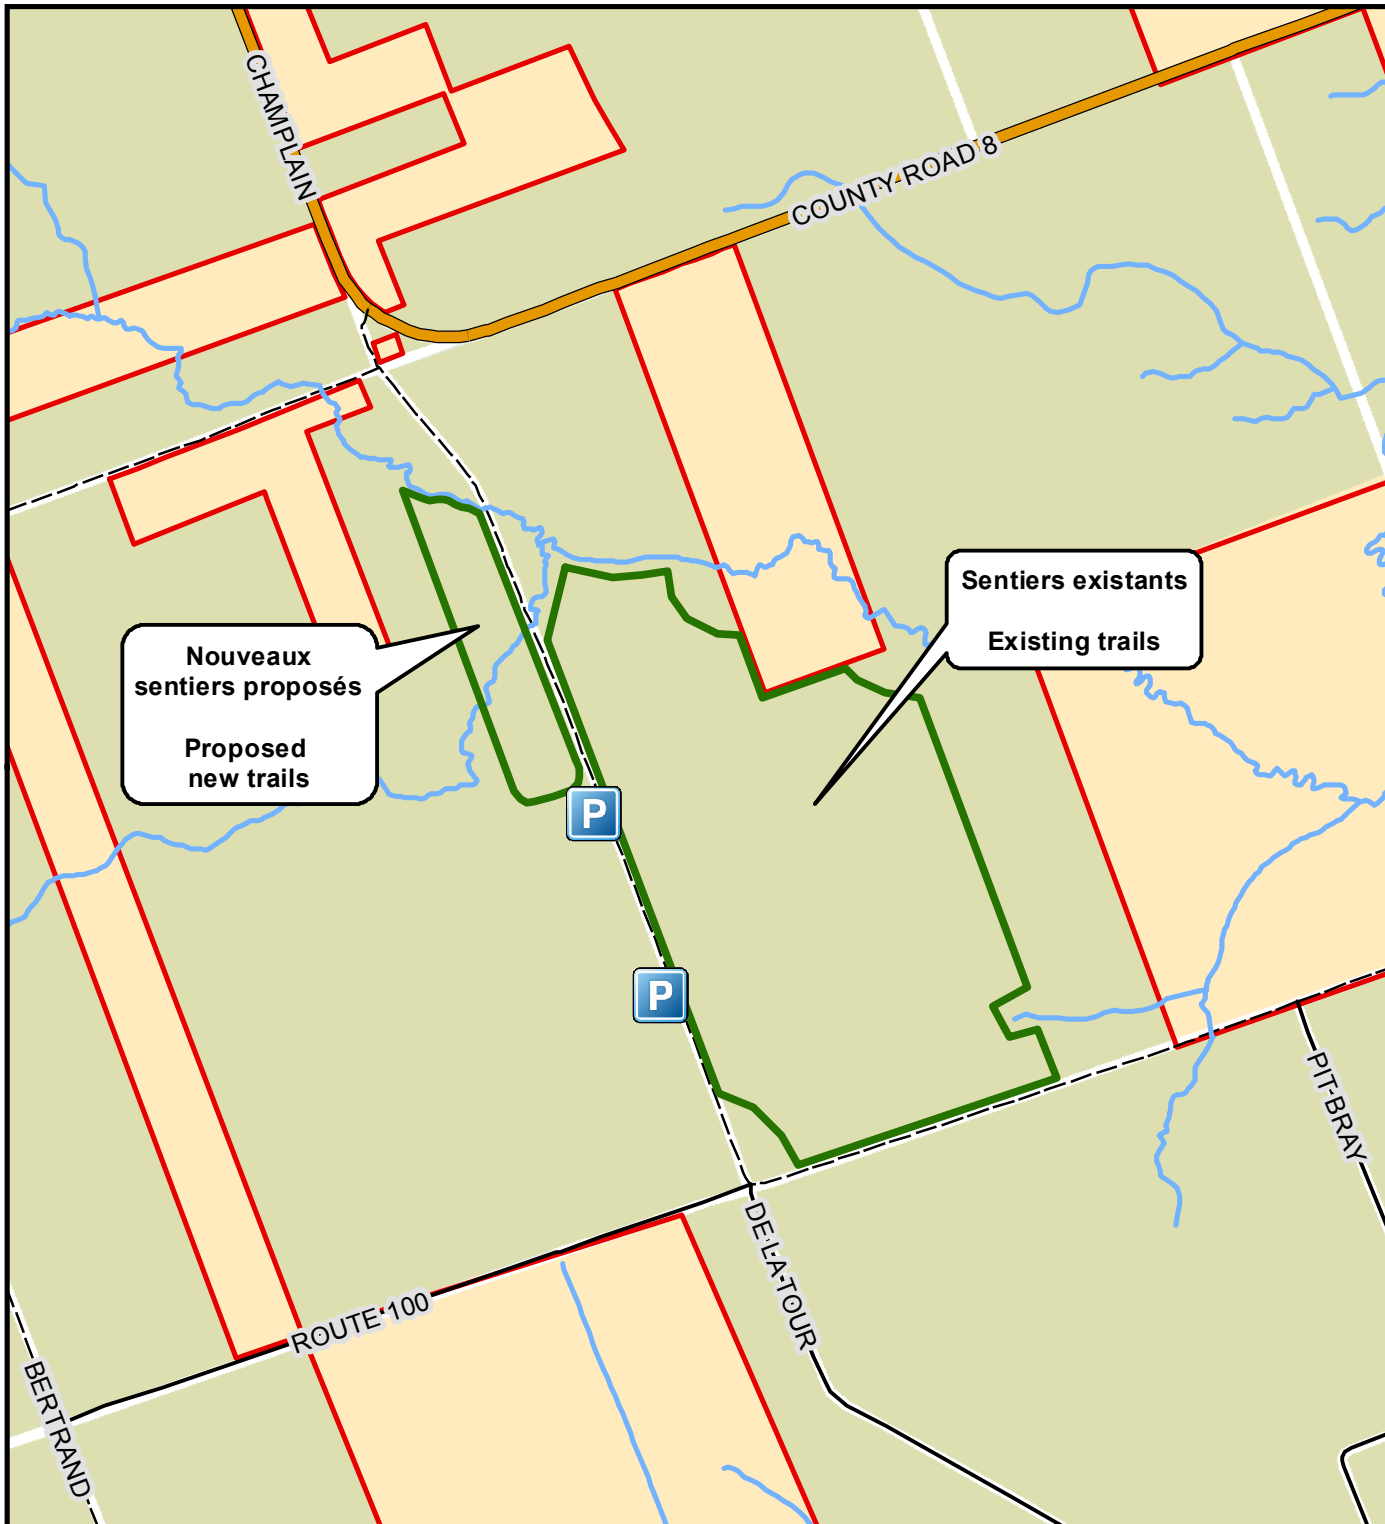 CHAMPLAIN
COUNTY ROAD 8
Sentiers existants
Existing trails
Nouveaux
sentiers proposés
Proposed
new trails
P
P
PIT-BRAY
DE LA TOUR
ROUTE 100
BERTRAND